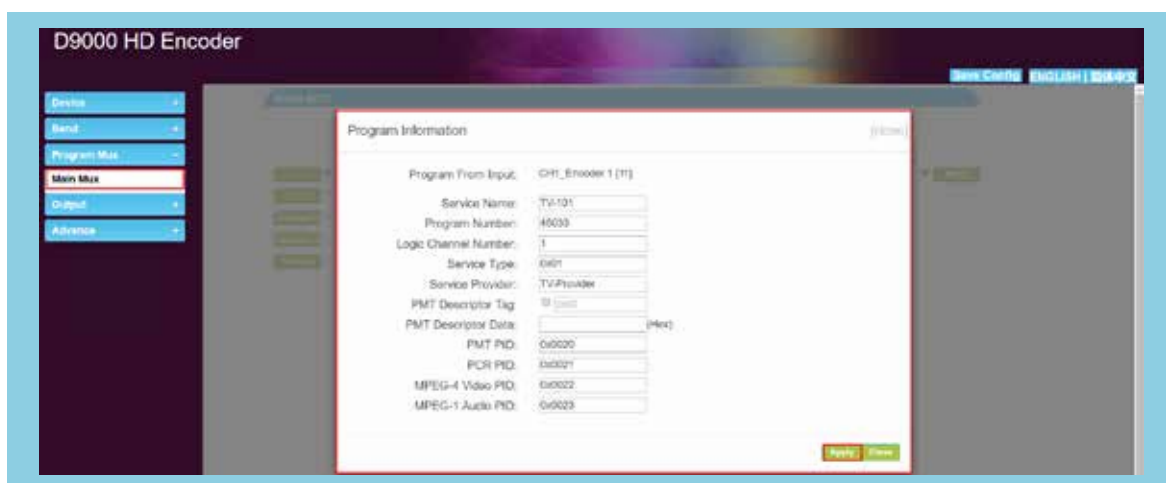 D9000 HD Encoder
Save Config ENGLISH | 简体中文
Device +
Band +
Program Mux -
Main Mux
Output +
Advance +
Program Information [close]
Program From Input: CH1_Encoder 1 [11]
Service Name: TV-101
Program Number:
Logic Channel Number: 1
Service Type: 0x01
Service Provider: TV-Provider
PMT Descriptor Tag:
PMT Descriptor Data: (Hex)
PMT PID: 0x0020
PCR PID: 0x0021
MPEG-4 Video PID: 0x0022
MPEG-1 Audio PID: 0x0023
Apply Close